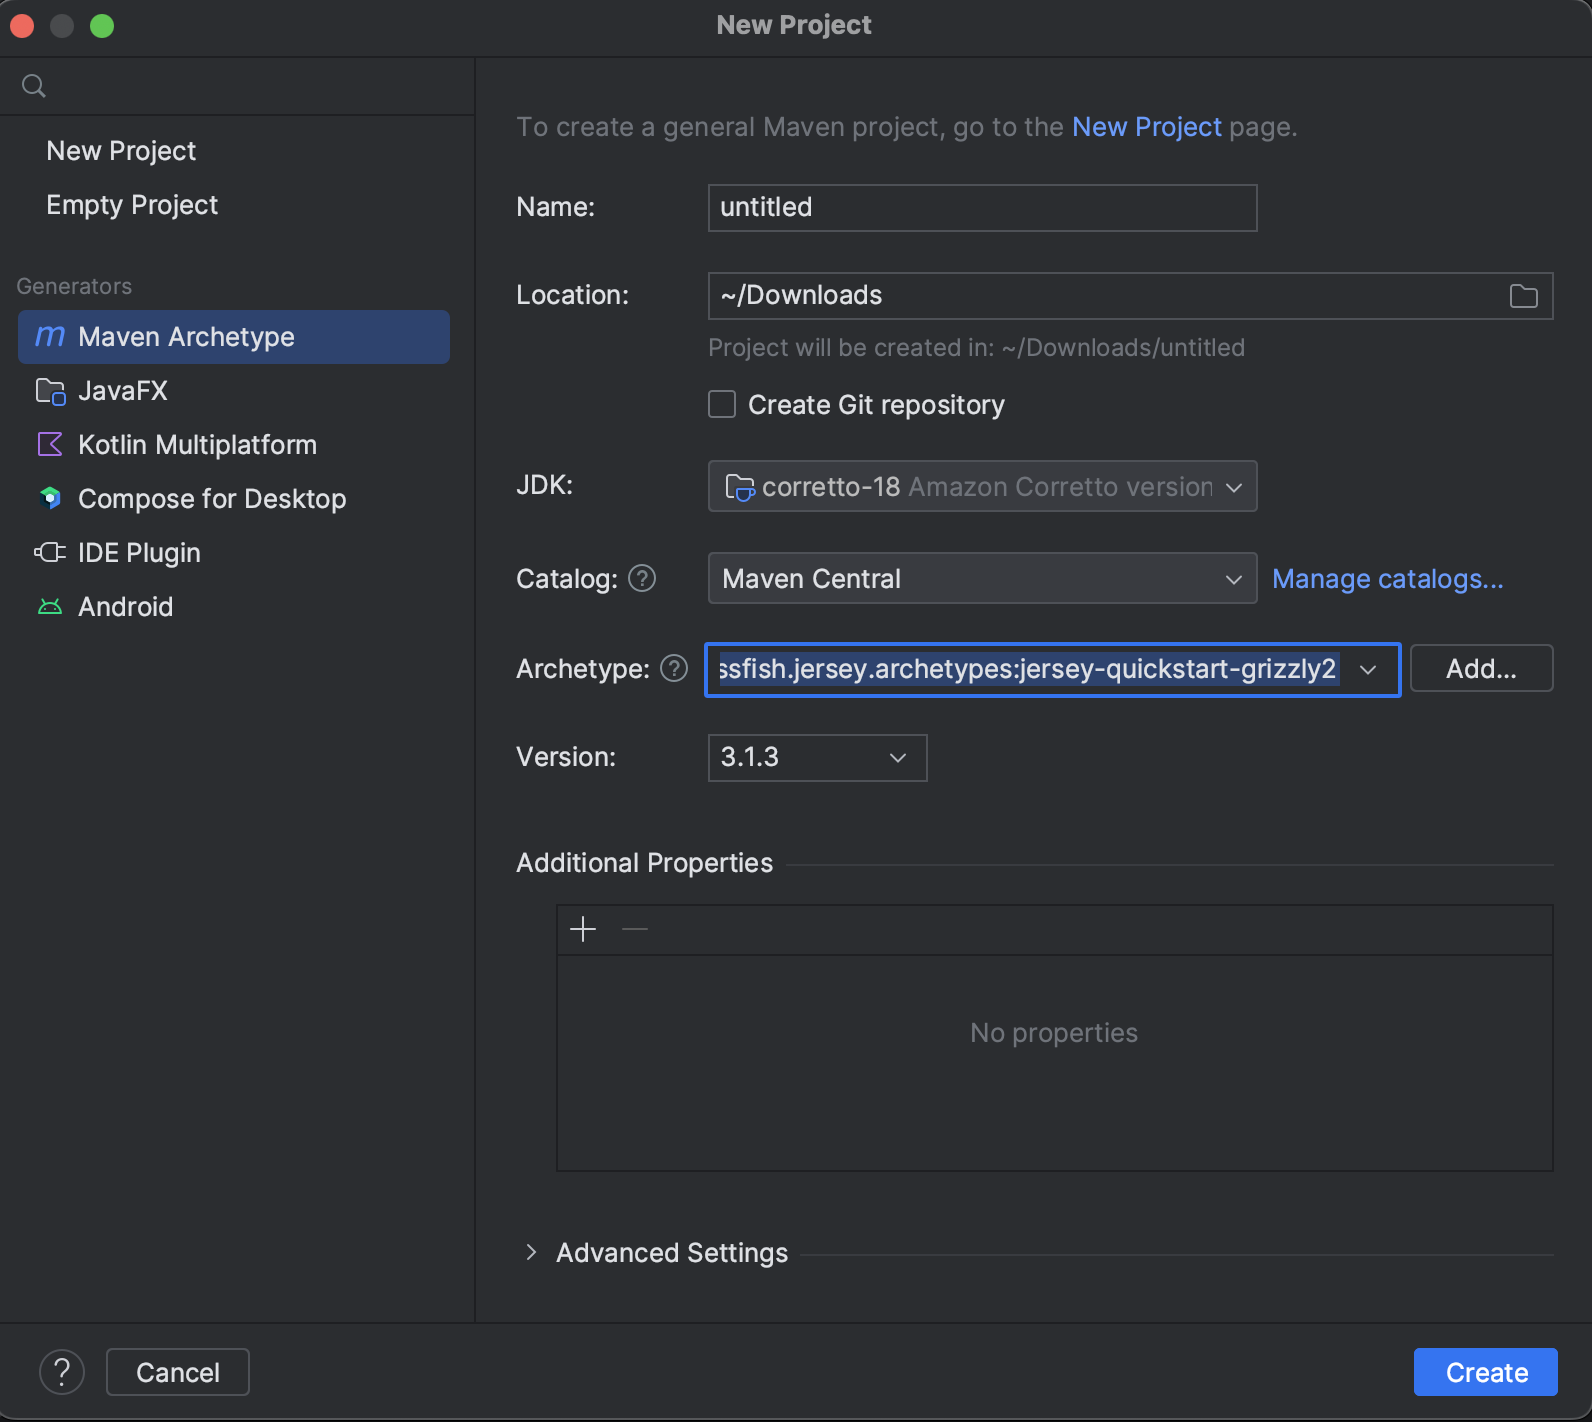 New Project
New Project
Empty Project
Generators
m Maven Archetype
JavaFX
Kotlin Multiplatform
Compose for Desktop
IDE Plugin
Android
To create a general Maven project, go to the New Project page.
Name: untitled
Location: ~/Downloads
Project will be created in: ~/Downloads/untitled
Create Git repository
JDK: corretto-18 Amazon Corretto version
Catalog: ? Maven Central Manage catalogs...
Archetype: ? ssfish.jersey.archetypes:jersey-quickstart-grizzly2 Add...
Version: 3.1.3
Additional Properties
No properties
Advanced Settings
? Cancel Create